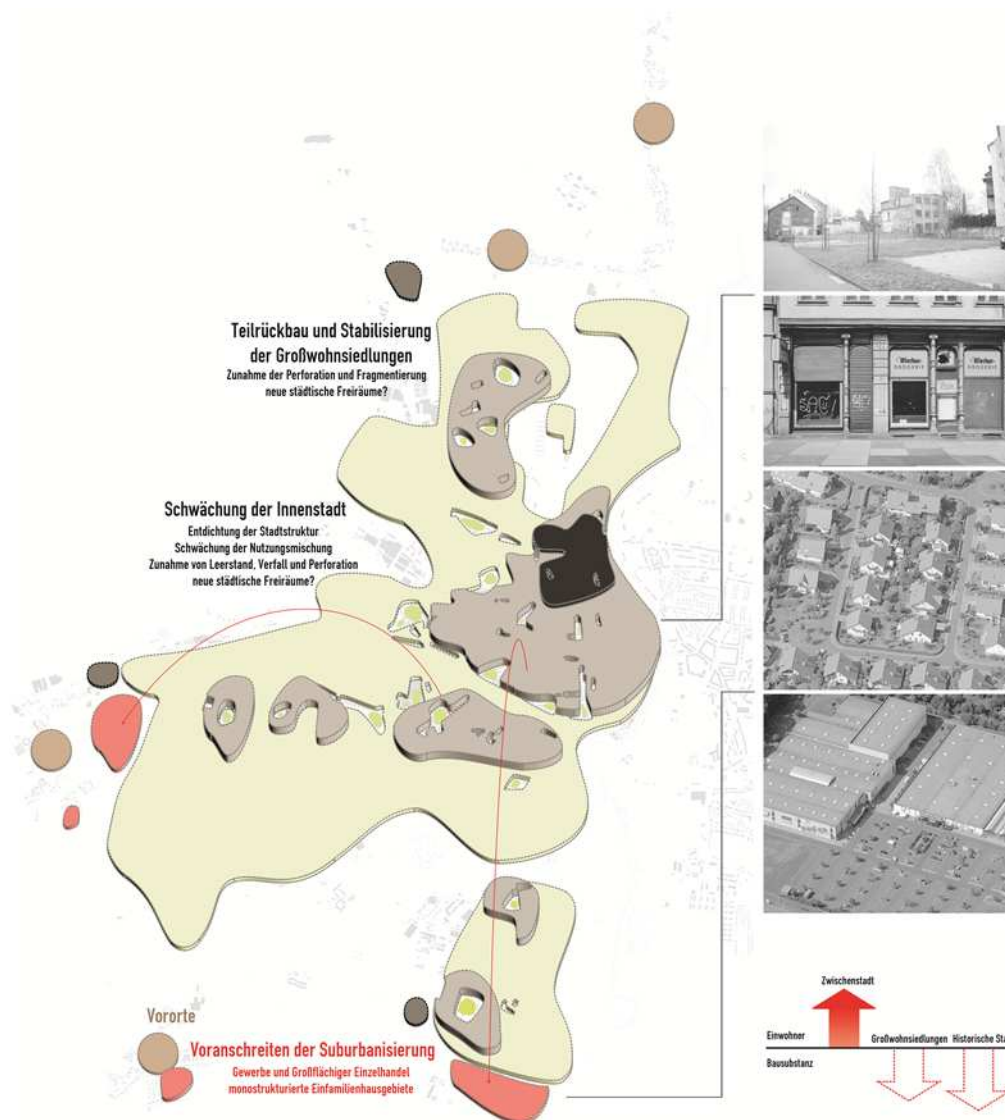 Teilrückbau und Stabilisierung
der Großwohnsiedlungen
Zunahme der Perforation und Fragmentierung
neue städtische Freiräume?
Schwächung der Innenstadt
Entdichtung der Stadtstruktur
Schwächung der Nutzungsmischung
Zunahme von Leerstand, Verfall und Perforation
neue städtische Freiräume?
Vororte
Voranschreiten der Suburbanisierung
Gewerbe und Großflächiger Einzelhandel
monostrukturierte Einfamilienhausgebiete
Zwischenstadt
Einwohner
Großwohnsiedlungen Historische Sta
Bausubstanz